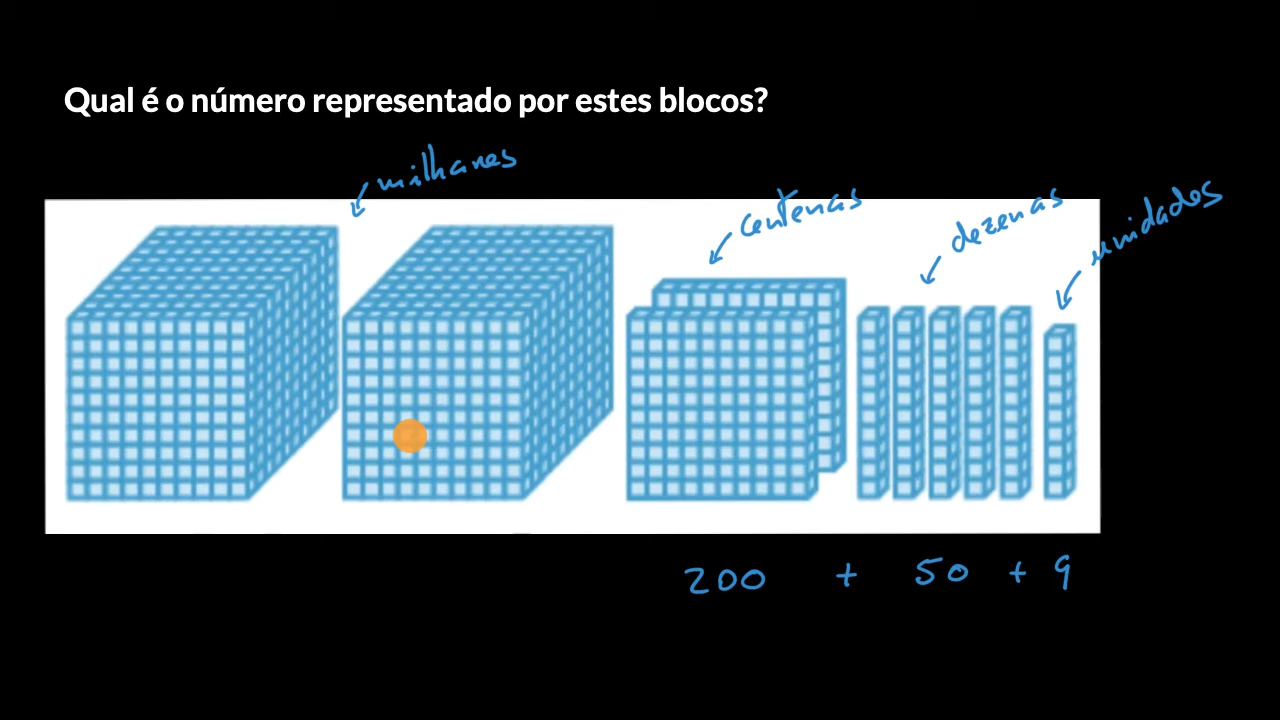 Qual é o número representado por estes blocos?
milhares
centenas
dezenas
unidades
200 + 50 + 9